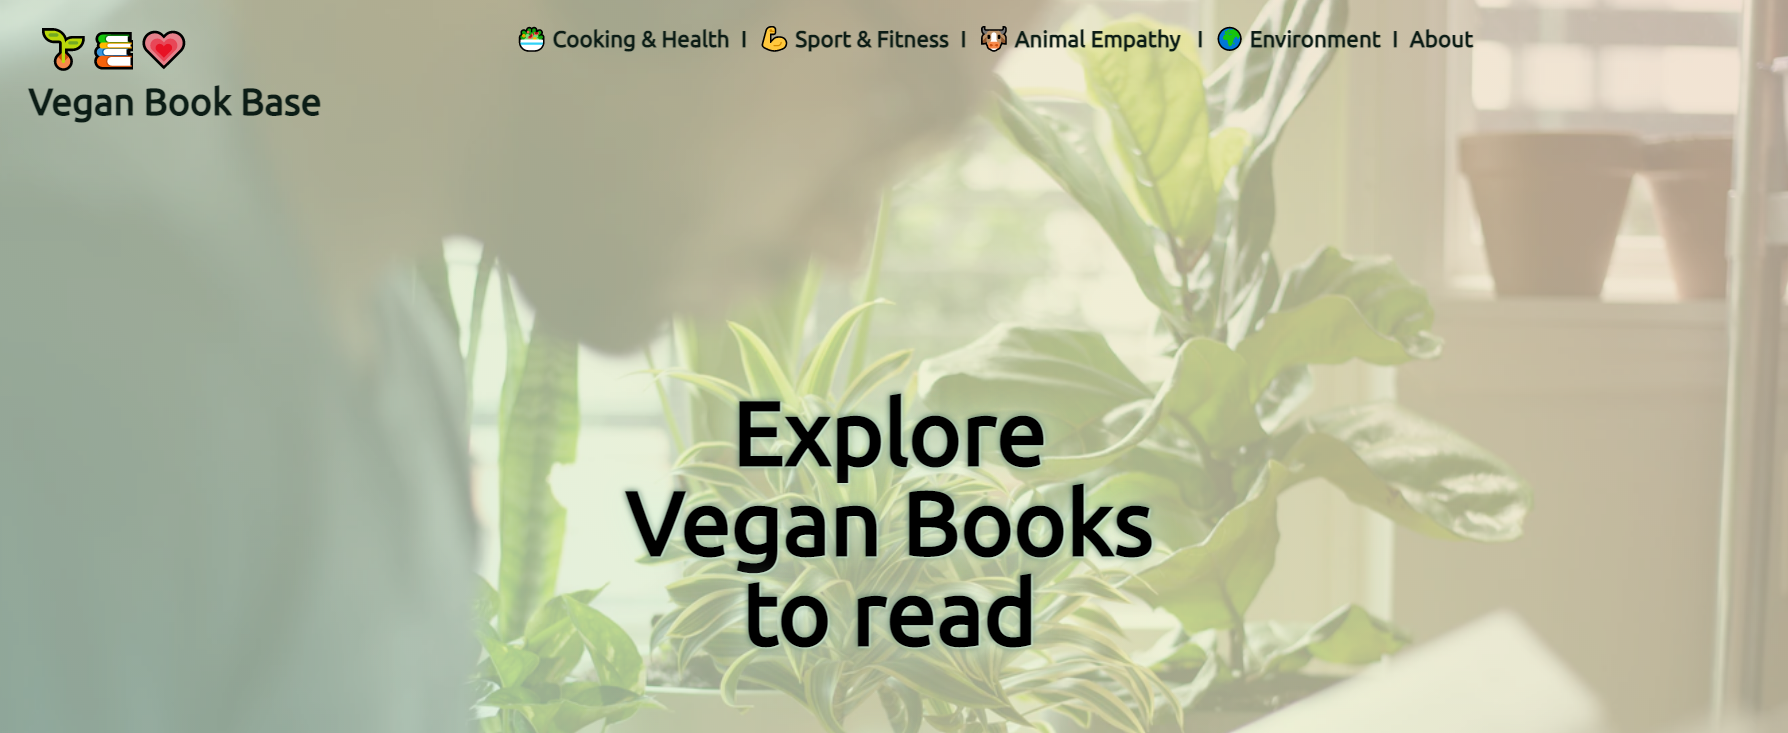 Vegan Book Base
Cooking & Health | Sport & Fitness | Animal Empathy | Environment | About
Explore
Vegan Books
to read